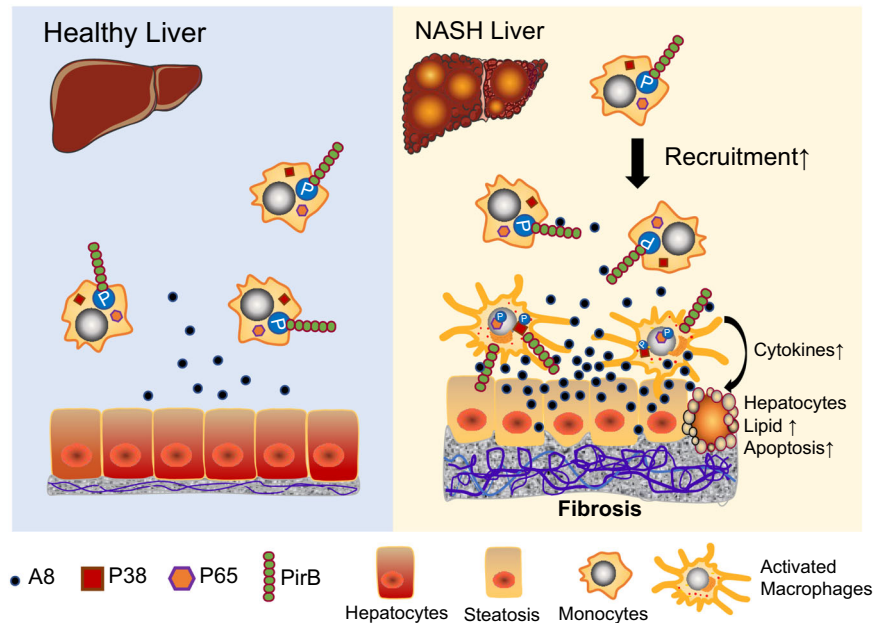 Healthy Liver
NASH Liver
P
Recruitment↑
P
P
P
P
P
P
P
P
P
P
Cytokines↑
Hepatocytes
Lipid ↑
Apoptosis↑
Fibrosis
A8
P38
P65
PirB
Hepatocytes
Steatosis
Monocytes
Activated
Macrophages